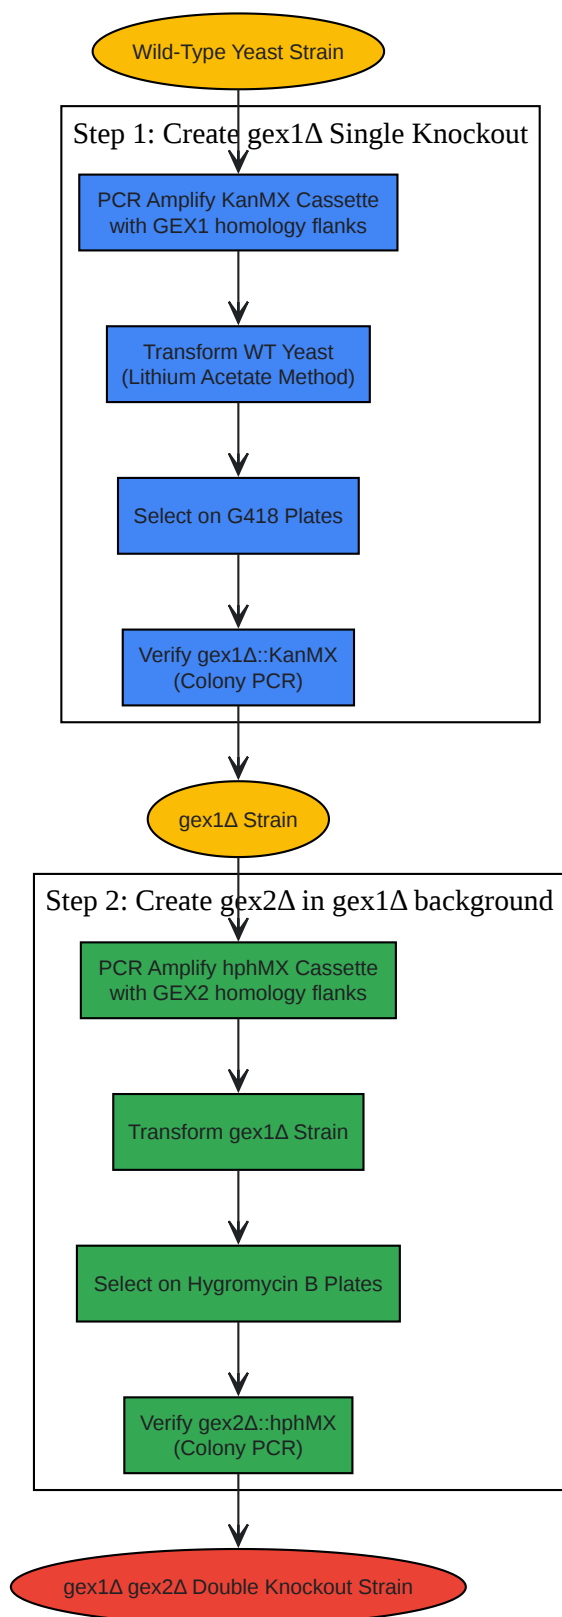 Wild-Type Yeast Strain
Step 1: Create gex1Δ Single Knockout
PCR Amplify KanMX Cassette
with GEX1 homology flanks
Transform WT Yeast
(Lithium Acetate Method)
Select on G418 Plates
Verify gex1Δ::KanMX
(Colony PCR)
gex1Δ Strain
Step 2: Create gex2Δ in gex1Δ background
PCR Amplify hphMX Cassette
with GEX2 homology flanks
Transform gex1Δ Strain
Select on Hygromycin B Plates
Verify gex2Δ::hphMX
(Colony PCR)
gex1Δ gex2Δ Double Knockout Strain